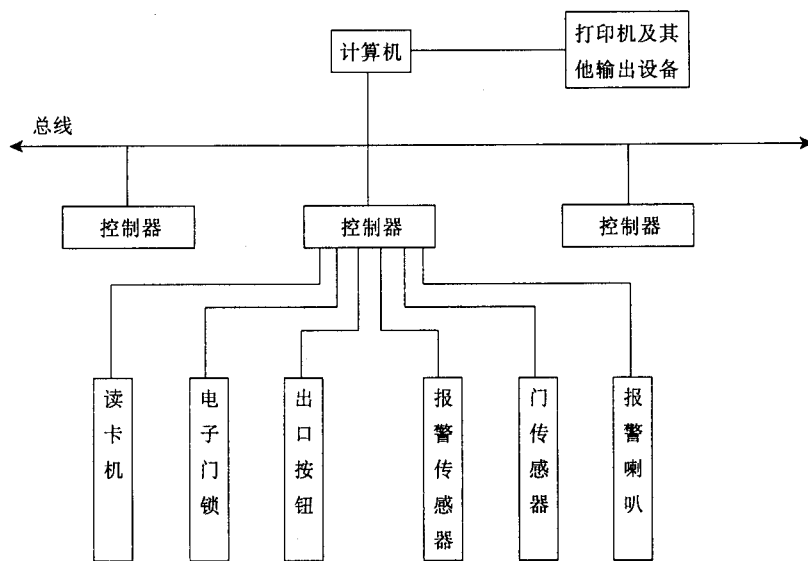 计算机
打印机及其
他输出设备
总线
控制器
控制器
控制器
读卡机
电子门锁
出口按钮
报警传感器
门传感器
报警喇叭